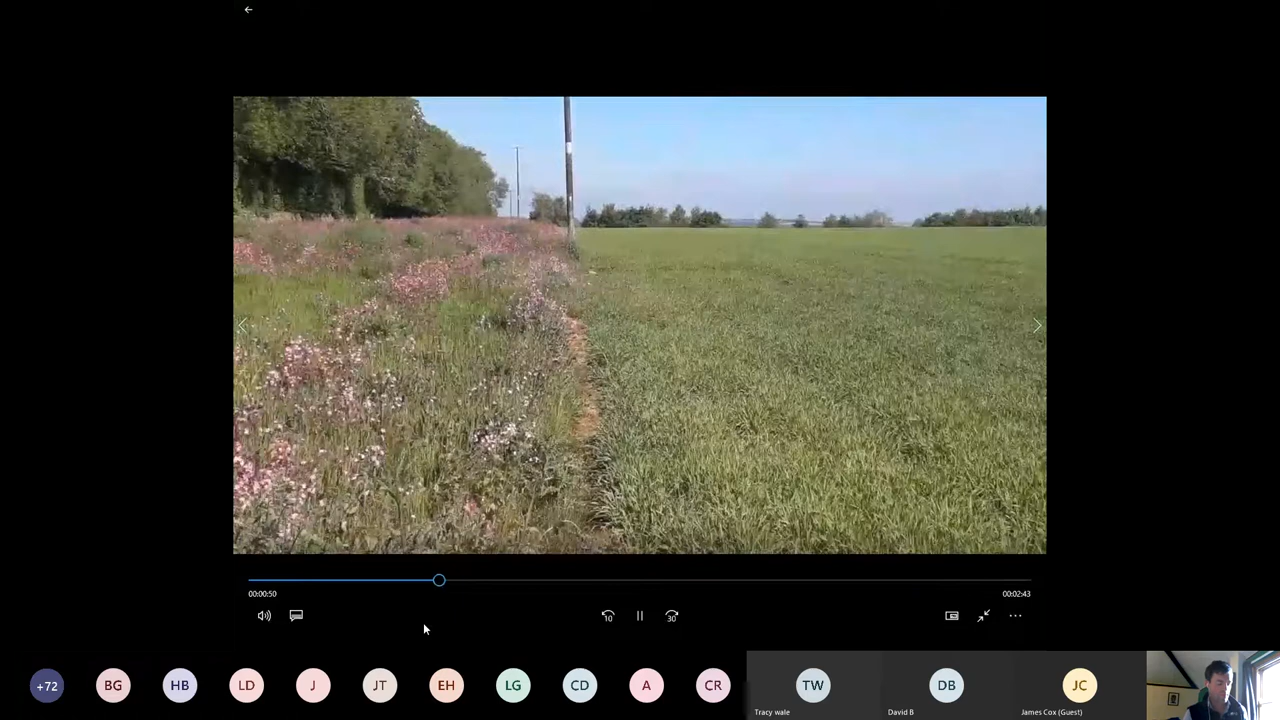 00:00:50
00:02:43
10
30
+72
BG
HB
LD
J
JT
EH
LG
CD
A
CR
TW
DB
JC
Tracy wale
David B
James Cox (Guest)